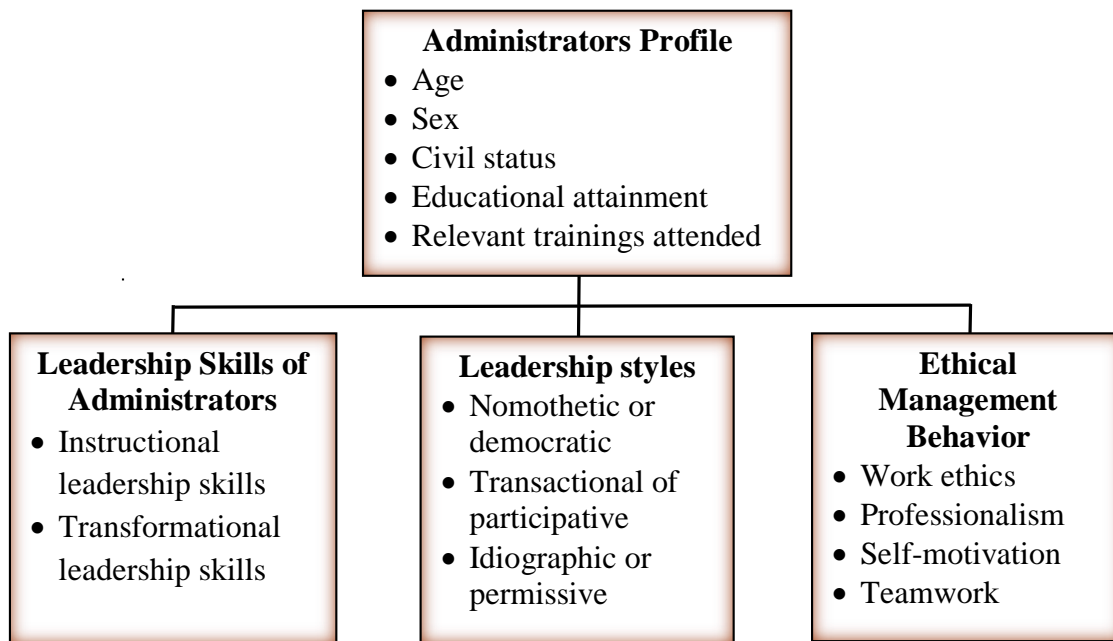 Administrators Profile
• Age
• Sex
• Civil status
• Educational attainment
• Relevant trainings attended
.
Leadership Skills of
Administrators
• Instructional
leadership skills
• Transformational
leadership skills
Leadership styles
• Nomothetic or
democratic
• Transactional of
participative
• Idiographic or
permissive
Ethical
Management
Behavior
• Work ethics
• Professionalism
• Self-motivation
• Teamwork